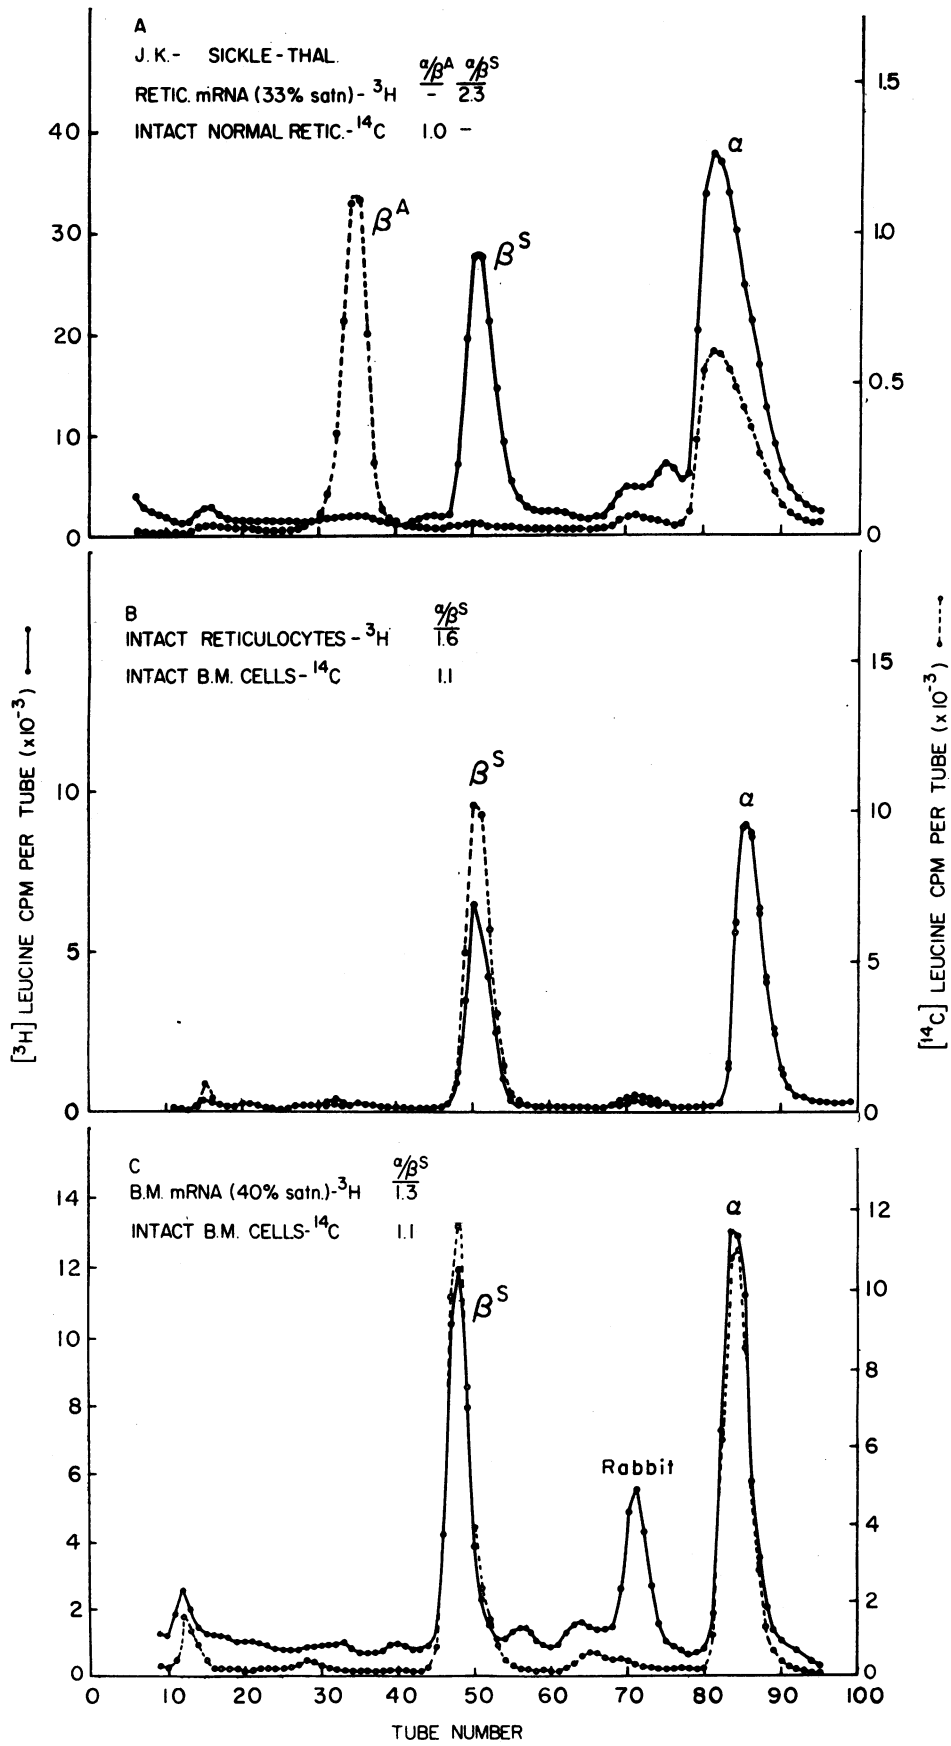 A
J.K.- SICKLE-THAL.
α/βA α/βS
RETIC. mRNA (33% satn) - 3H - 2.3
INTACT NORMAL RETIC.-14C 1.0 -
40
30
20
10
0
1.5
1.0
0.5
0
βA
βS
α
B
α/βS
INTACT RETICULOCYTES - 3H 1.6
INTACT B.M. CELLS - 14C 1.1
10
5
0
15
10
5
0
βS
α
C
α/βS
B.M. mRNA (40% satn.)-3H 1.3
INTACT B.M. CELLS-14C 1.1
14
12
10
8
6
4
2
0
12
10
8
6
4
2
0
βS
Rabbit
α
0 10 20 30 40 50 60 70 80 90 100
TUBE NUMBER
[3H] LEUCINE CPM PER TUBE (x10-3)
[14C] LEUCINE CPM PER TUBE (x10-3)